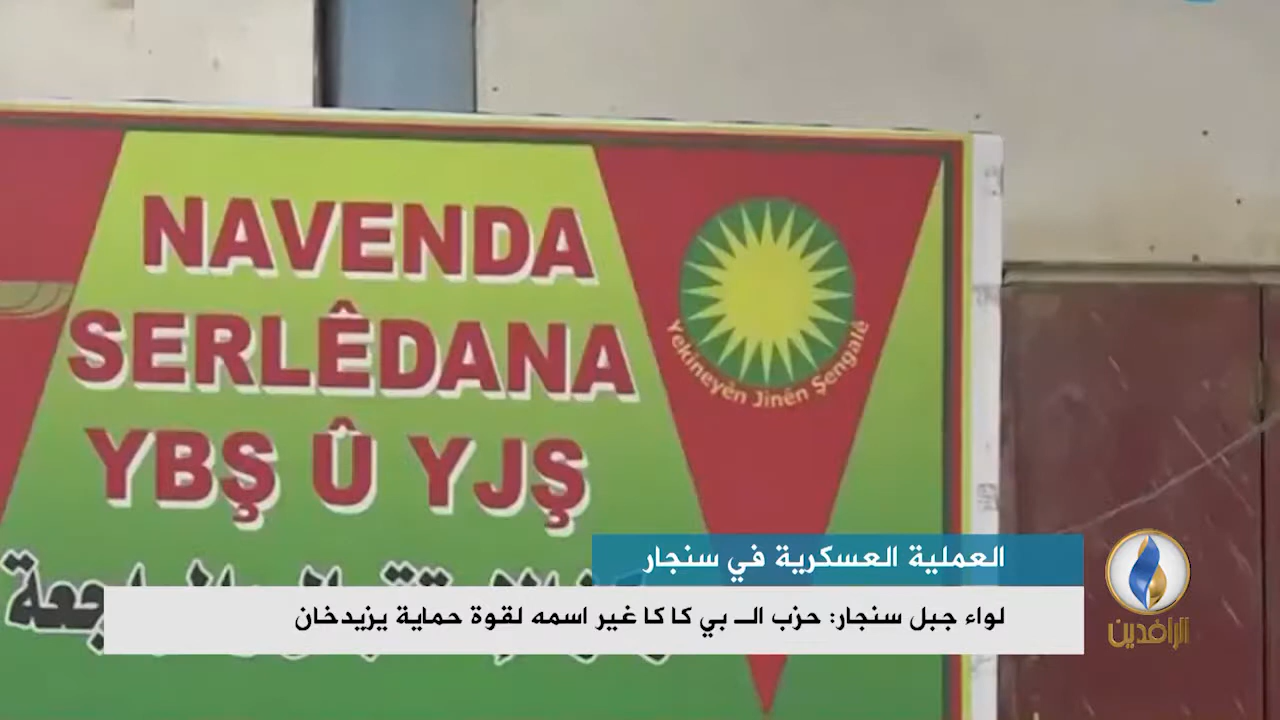 NAVENDA
SERLÊDANA
YBŞ Û YJŞ
Yekîneyên Jinên Şengalê
العملية العسكرية في سنجار
لواء جبل سنجار: حزب الــ بي كا كا غير اسمه لقوة حماية يزيدخان
الرافدين